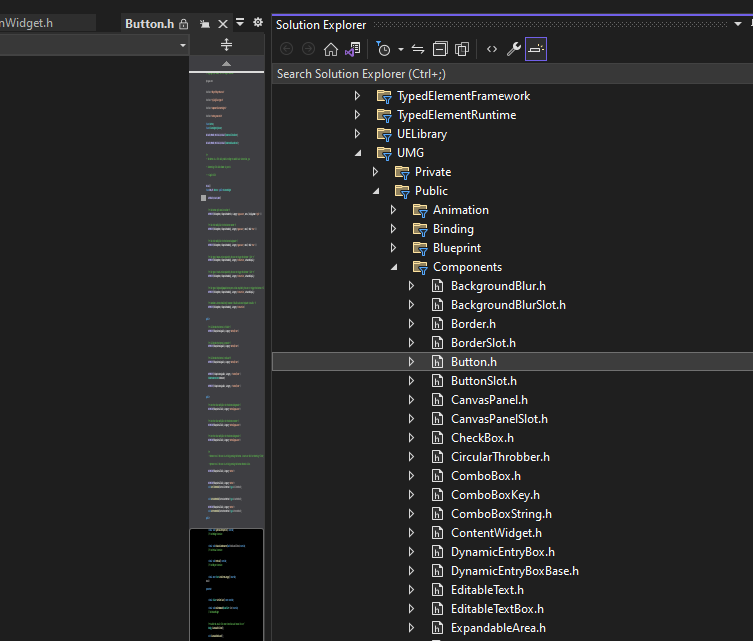 nWidget.h
Button.h
Solution Explorer
Search Solution Explorer (Ctrl+;)
TypedElementFramework
TypedElementRuntime
UELibrary
UMG
Private
Public
Animation
Binding
Blueprint
Components
BackgroundBlur.h
BackgroundBlurSlot.h
Border.h
BorderSlot.h
Button.h
ButtonSlot.h
CanvasPanel.h
CanvasPanelSlot.h
CheckBox.h
CircularThrobber.h
ComboBox.h
ComboBoxKey.h
ComboBoxString.h
ContentWidget.h
DynamicEntryBox.h
DynamicEntryBoxBase.h
EditableText.h
EditableTextBox.h
ExpandableArea.h